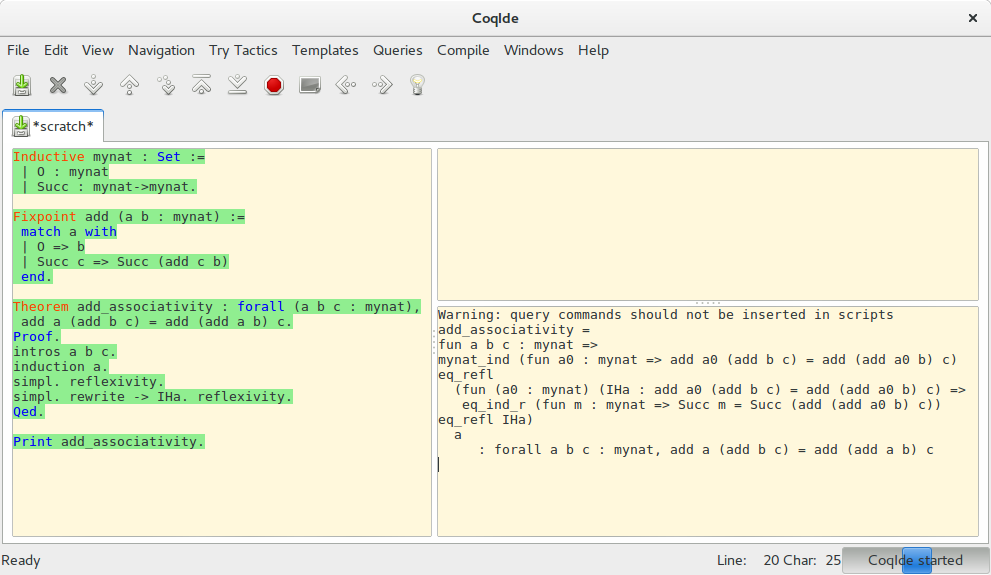 CoqIde
File Edit View Navigation Try Tactics Templates Queries Compile Windows Help
*scratch*
Inductive mynat : Set :=
 | O : mynat
 | Succ : mynat->mynat.
Fixpoint add (a b : mynat) :=
 match a with
 | O => b
 | Succ c => Succ (add c b)
 end.
Theorem add_associativity : forall (a b c : mynat),
 add a (add b c) = add (add a b) c.
Proof.
intros a b c.
induction a.
simpl. reflexivity.
simpl. rewrite -> IHa. reflexivity.
Qed.
Print add_associativity.
Warning: query commands should not be inserted in scripts
add_associativity =
fun a b c : mynat =>
mynat_ind (fun a0 : mynat => add a0 (add b c) = add (add a0 b) c)
eq_refl
  (fun (a0 : mynat) (IHa : add a0 (add b c) = add (add a0 b) c) =>
   eq_ind_r (fun m : mynat => Succ m = Succ (add (add a0 b) c))
eq_refl IHa)
  a
     : forall a b c : mynat, add a (add b c) = add (add a b) c
Ready Line: 20 Char: 25 CoqIde started